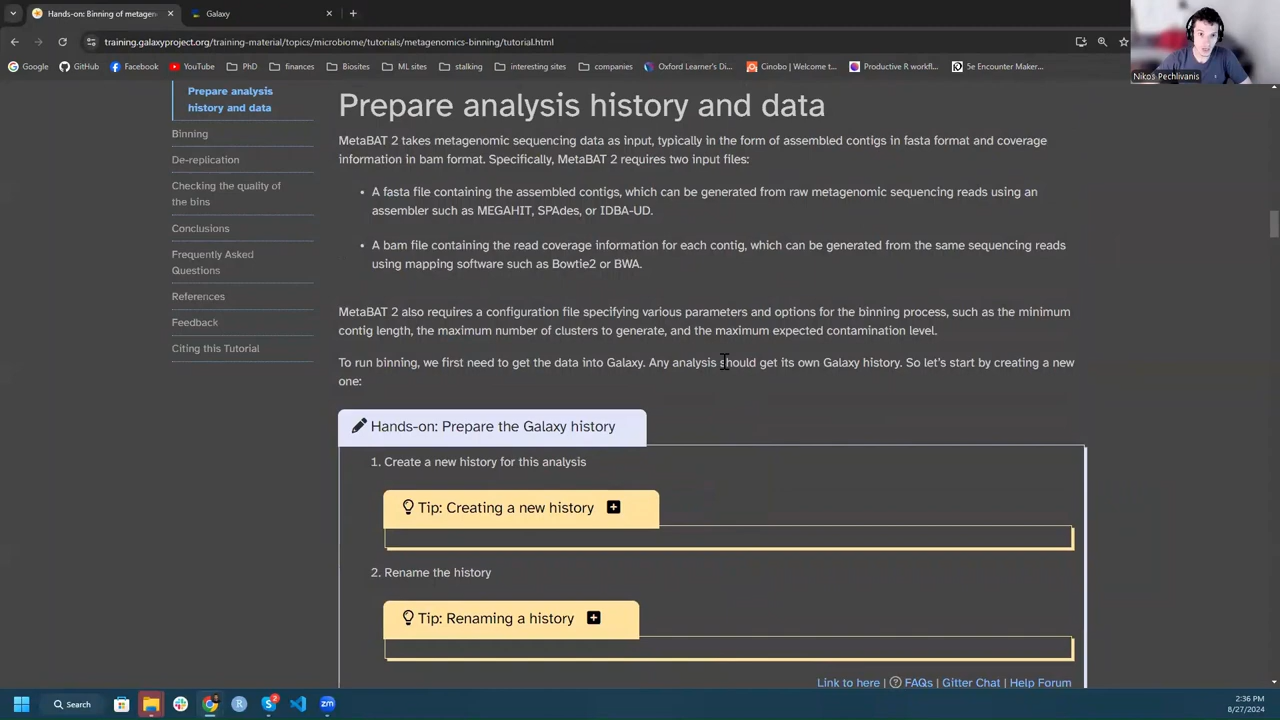 Hands-on: Binning of metagen
Galaxy
training.galaxyproject.org/training-material/topics/microbiome/tutorials/metagenomics-binning/tutorial.html
Google
GitHub
Facebook
YouTube
PhD
finances
Biosites
ML sites
stalking
interesting sites
companies
Oxford Learner's Di...
Cinobo | Welcome t...
Productive R workfl...
5e Encounter Maker...
Nikos Pechlivanis
Prepare analysis
history and data
Binning
De-replication
Checking the quality of
the bins
Conclusions
Frequently Asked
Questions
References
Feedback
Citing this Tutorial
Prepare analysis history and data
MetaBAT 2 takes metagenomic sequencing data as input, typically in the form of assembled contigs in fasta format and coverage
information in bam format. Specifically, MetaBAT 2 requires two input files:
• A fasta file containing the assembled contigs, which can be generated from raw metagenomic sequencing reads using an
assembler such as MEGAHIT, SPAdes, or IDBA-UD.
• A bam file containing the read coverage information for each contig, which can be generated from the same sequencing reads
using mapping software such as Bowtie2 or BWA.
MetaBAT 2 also requires a configuration file specifying various parameters and options for the binning process, such as the minimum
contig length, the maximum number of clusters to generate, and the maximum expected contamination level.
To run binning, we first need to get the data into Galaxy. Any analysis should get its own Galaxy history. So let's start by creating a new
one:
Hands-on: Prepare the Galaxy history
1. Create a new history for this analysis
Tip: Creating a new history
2. Rename the history
Tip: Renaming a history
Link to here | FAQs | Gitter Chat | Help Forum
Search
2
2:36 PM
8/27/2024